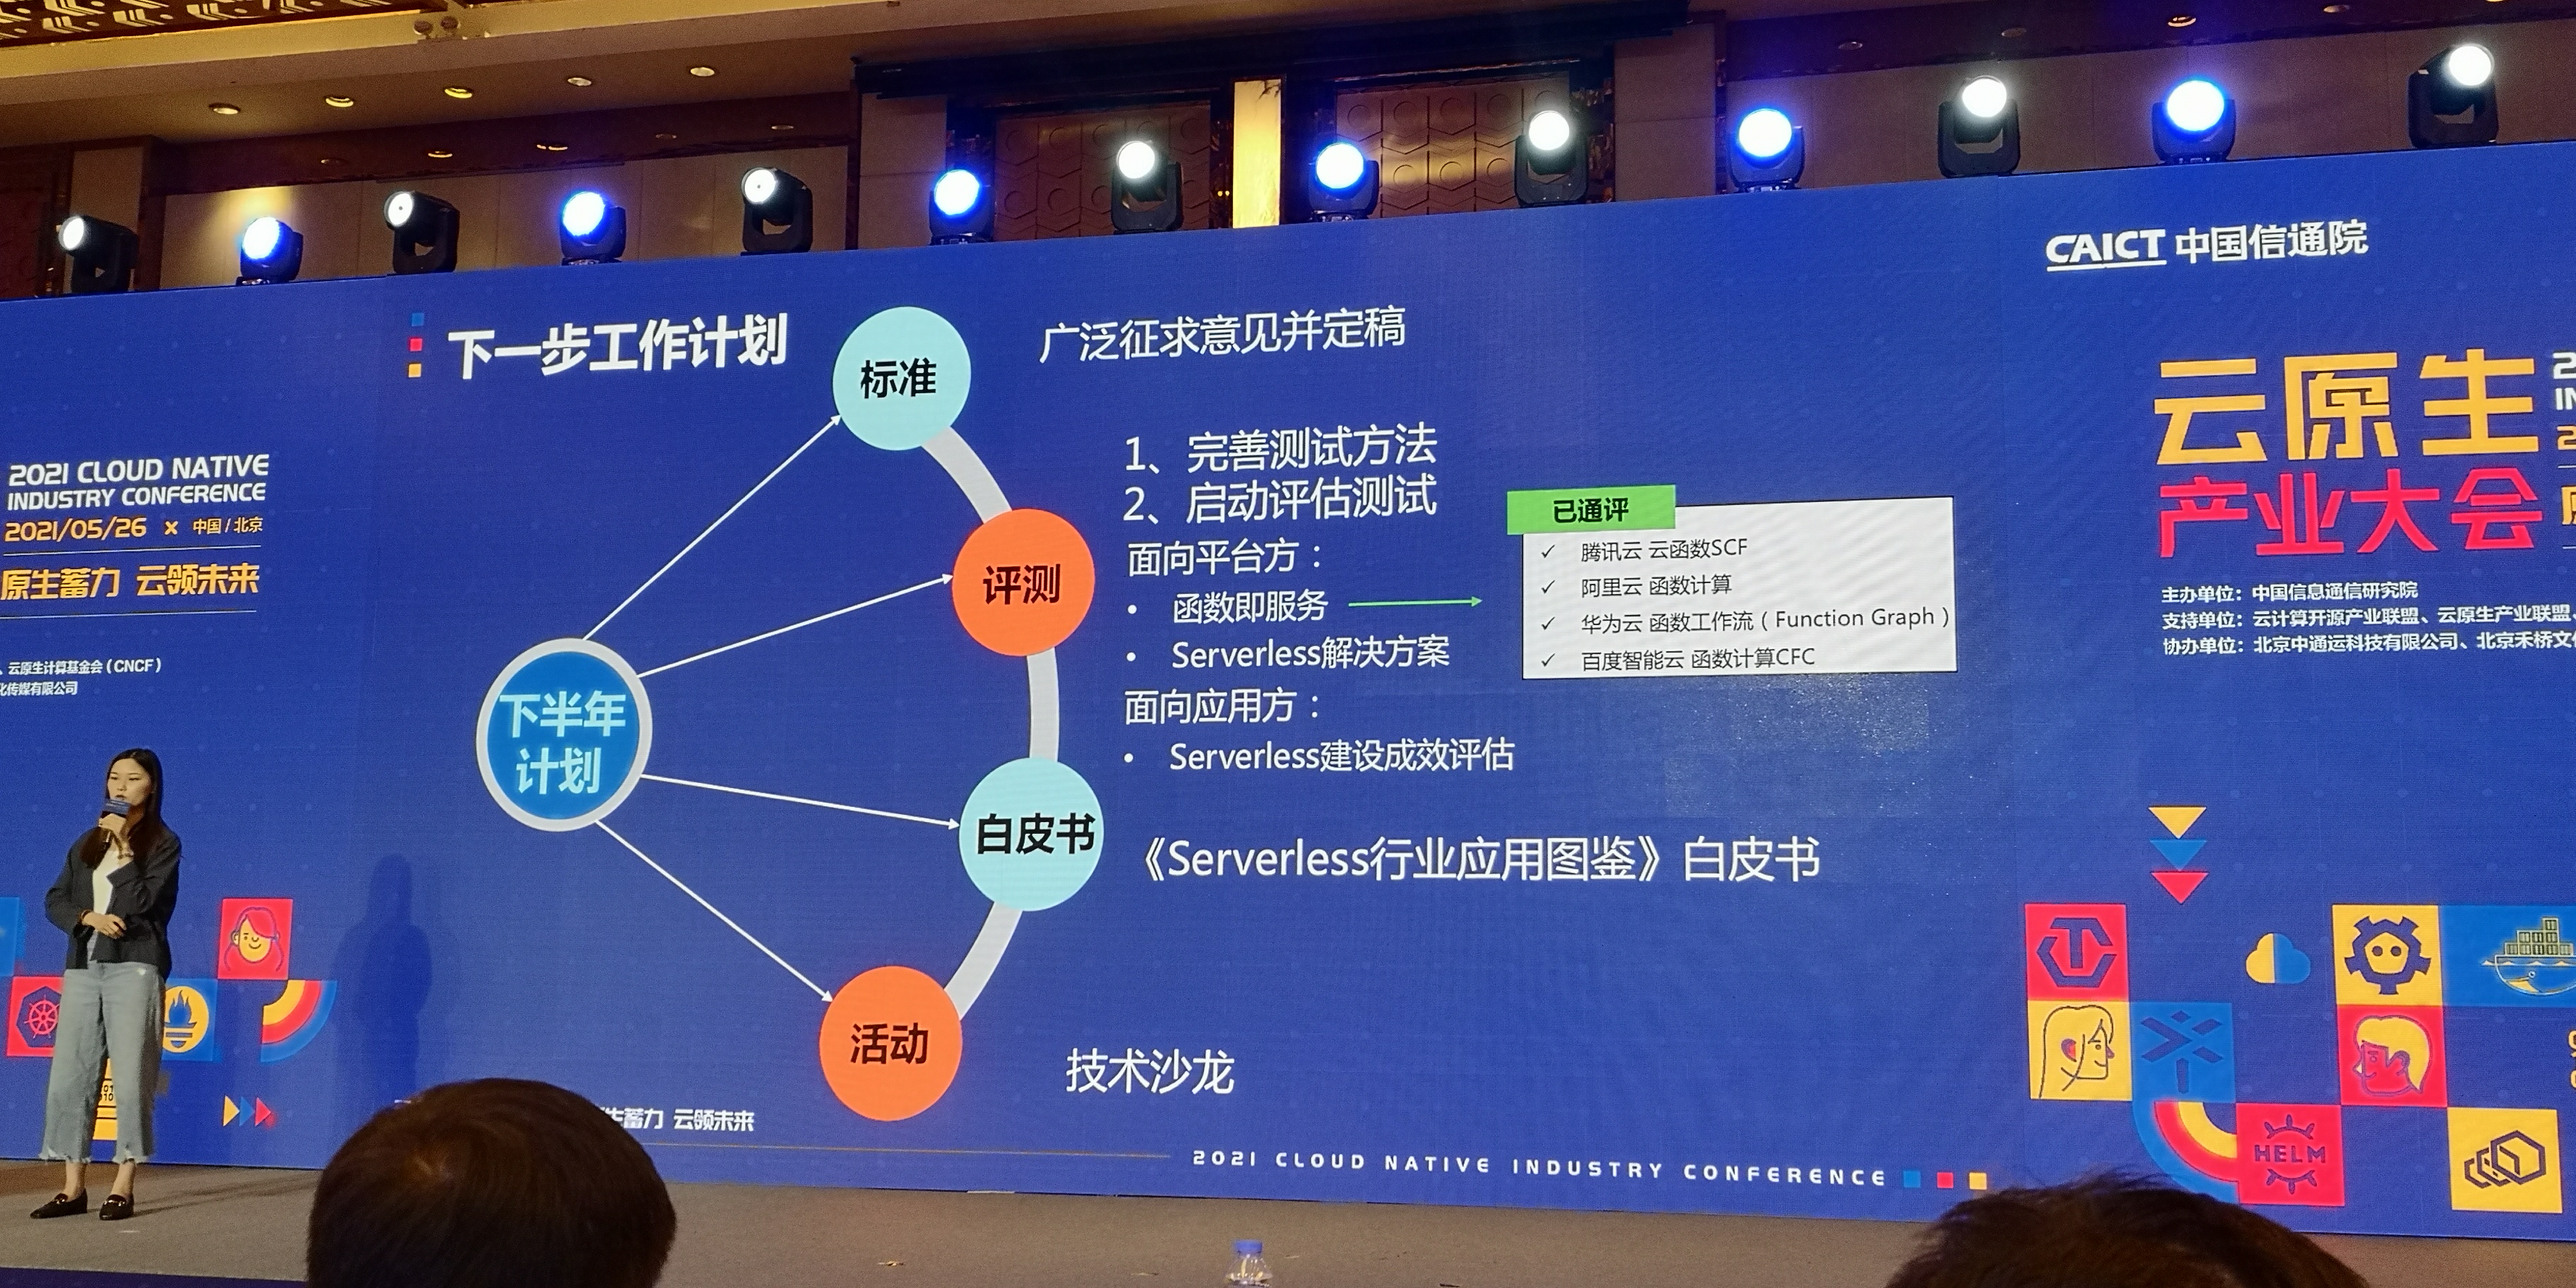 CAICT 中国信通院
下一步工作计划
标准
广泛征求意见并定稿
评测
1、完善测试方法
2、启动评估测试
面向平台方：
• 函数即服务
• Serverless解决方案
面向应用方：
• Serverless建设成效评估
已通评
✓ 腾讯云 云函数SCF
✓ 阿里云 函数计算
✓ 华为云 函数工作流（Function Graph）
✓ 百度智能云 函数计算CFC
下半年
计划
白皮书
《Serverless行业应用图鉴》白皮书
活动
技术沙龙
生蓄力 云领未来
2021 CLOUD NATIVE INDUSTRY CONFERENCE
2021 CLOUD NATIVE
INDUSTRY CONFERENCE
2021/05/26 x 中国/北京
原生蓄力 云领未来
、云原生计算基金会（CNCF）
化传媒有限公司
云原生
产业大会
主办单位：中国信息通信研究院
支持单位：云计算开源产业联盟、云原生产业联盟、
协办单位：北京中通运科技有限公司、北京禾桥文
HELM